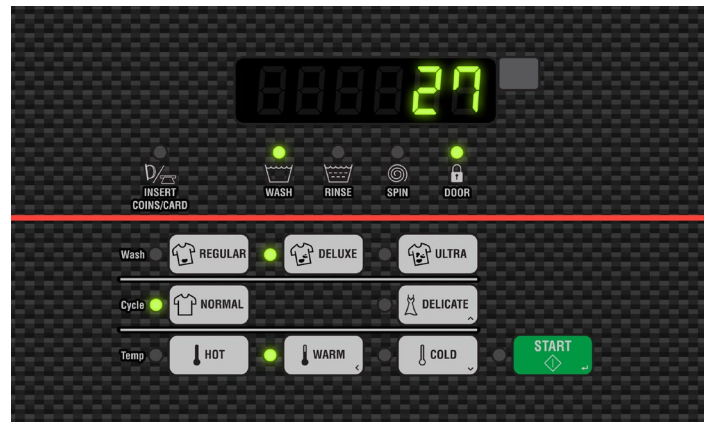 27
INSERT
COINS/CARD
WASH
RINSE
SPIN
DOOR
Wash
REGULAR
DELUXE
ULTRA
Cycle
NORMAL
DELICATE
Temp
HOT
WARM
COLD
START